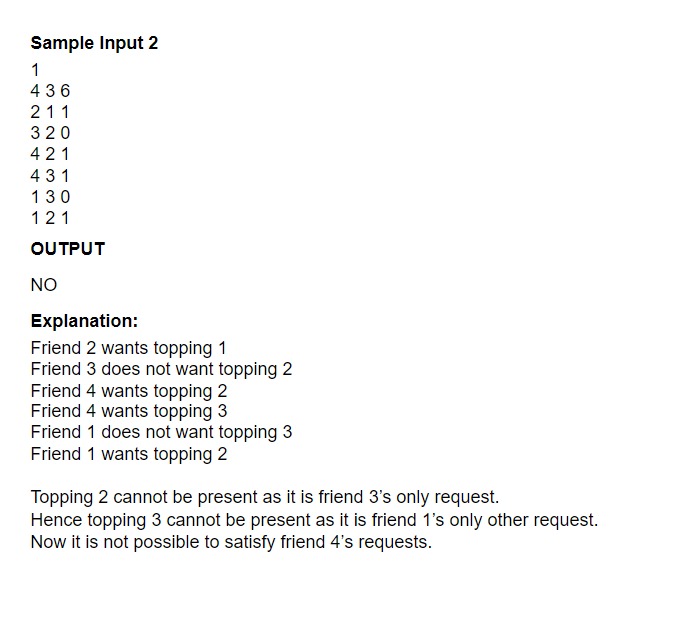 Sample Input 2
1
4 3 6
2 1 1
3 2 0
4 2 1
4 3 1
1 3 0
1 2 1
OUTPUT
NO
Explanation:
Friend 2 wants topping 1
Friend 3 does not want topping 2
Friend 4 wants topping 2
Friend 4 wants topping 3
Friend 1 does not want topping 3
Friend 1 wants topping 2
Topping 2 cannot be present as it is friend 3’s only request.
Hence topping 3 cannot be present as it is friend 1’s only other request.
Now it is not possible to satisfy friend 4’s requests.